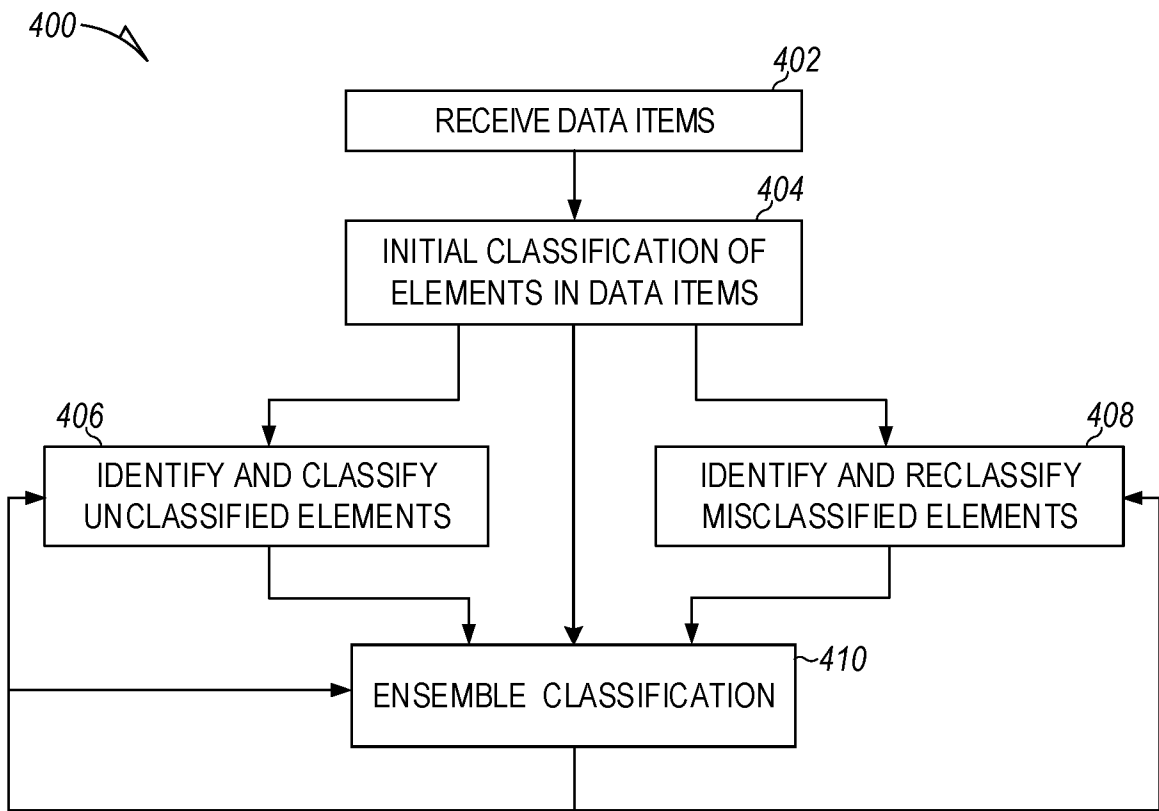 400
402
RECEIVE DATA ITEMS
404
INITIAL CLASSIFICATION OF
ELEMENTS IN DATA ITEMS
406
IDENTIFY AND CLASSIFY
UNCLASSIFIED ELEMENTS
408
IDENTIFY AND RECLASSIFY
MISCLASSIFIED ELEMENTS
410
ENSEMBLE CLASSIFICATION